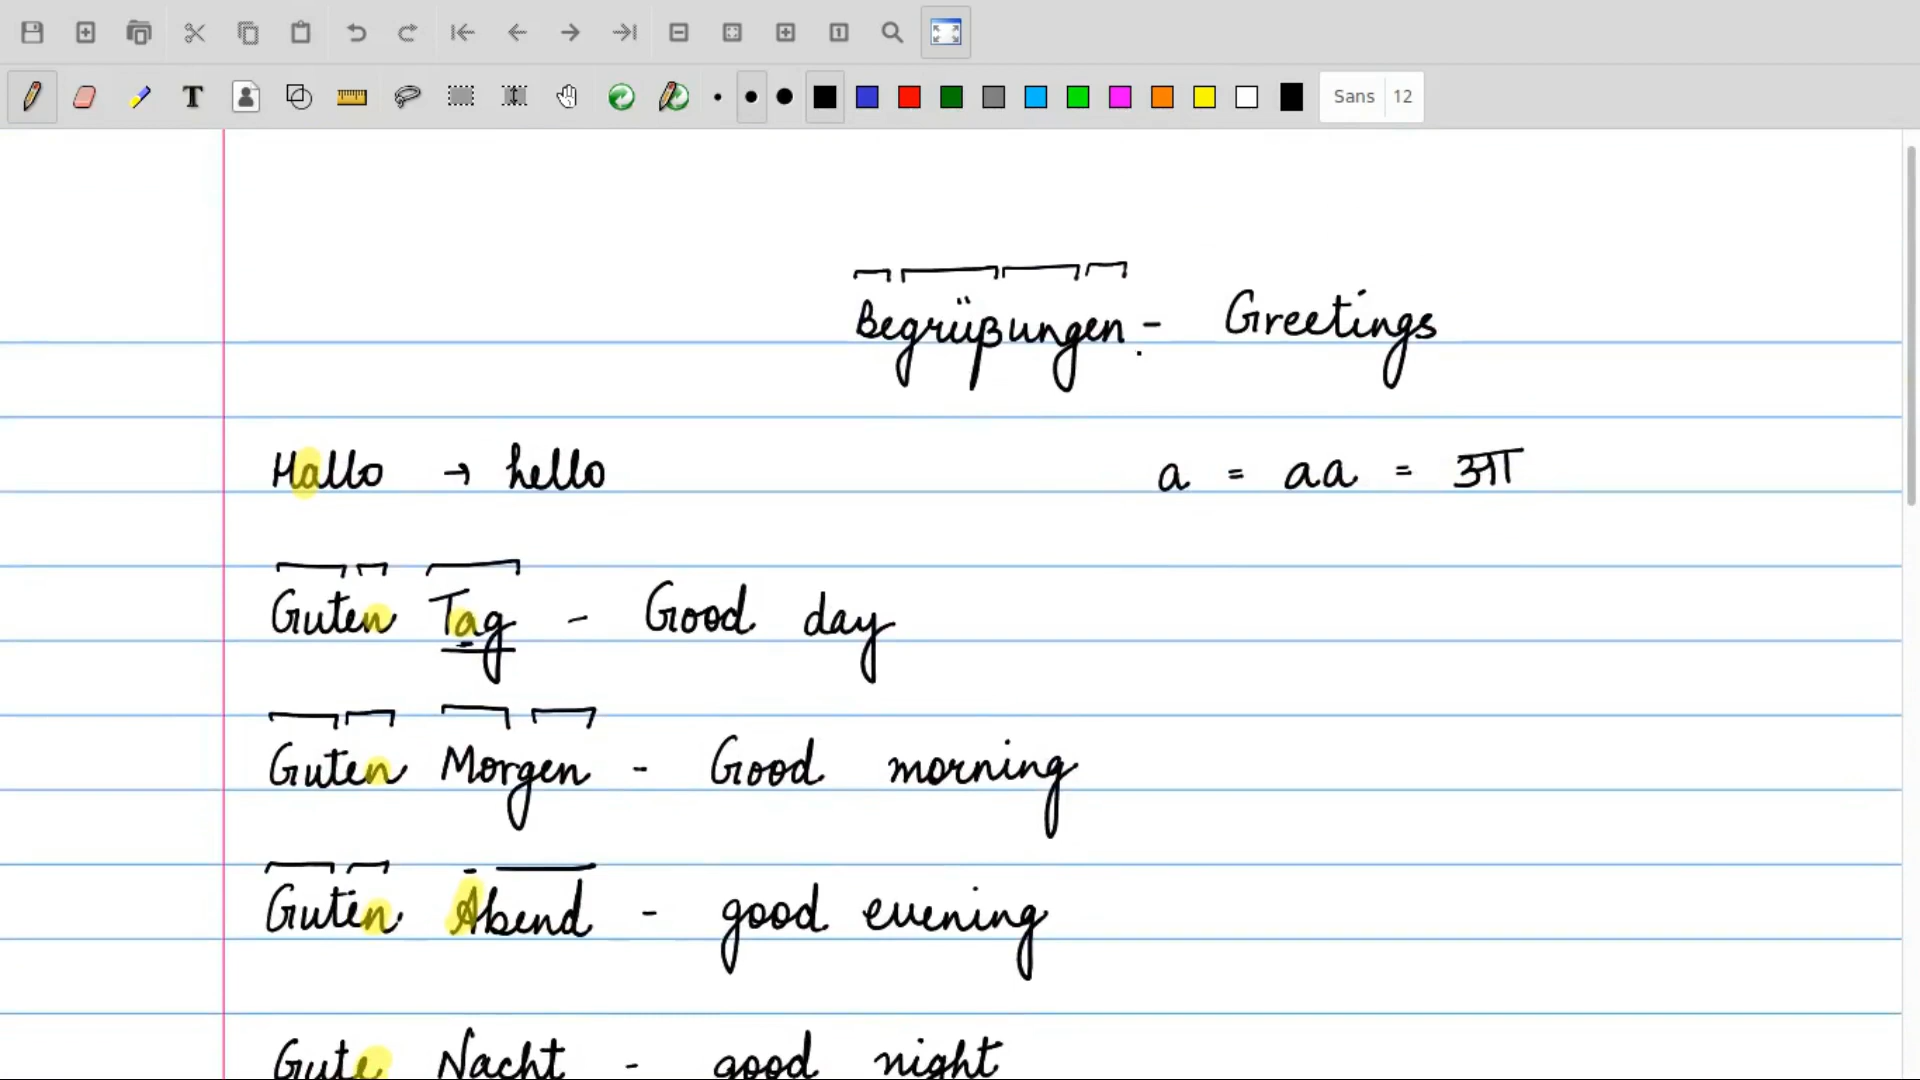 Sans 12
Begrüßungen - Greetings
Hallo → hello a = aa = आ
Guten Tag - Good day
Guten Morgen - Good morning
Guten Abend - good evening
Gute Nacht - good night